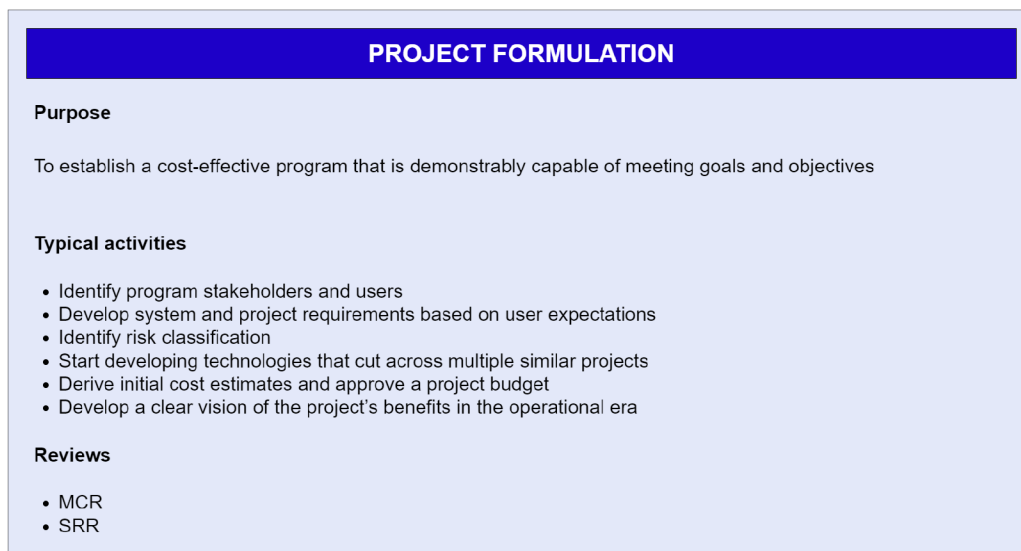 PROJECT FORMULATION
Purpose
To establish a cost-effective program that is demonstrably capable of meeting goals and objectives
Typical activities
• Identify program stakeholders and users
• Develop system and project requirements based on user expectations
• Identify risk classification
• Start developing technologies that cut across multiple similar projects
• Derive initial cost estimates and approve a project budget
• Develop a clear vision of the project’s benefits in the operational era
Reviews
• MCR
• SRR